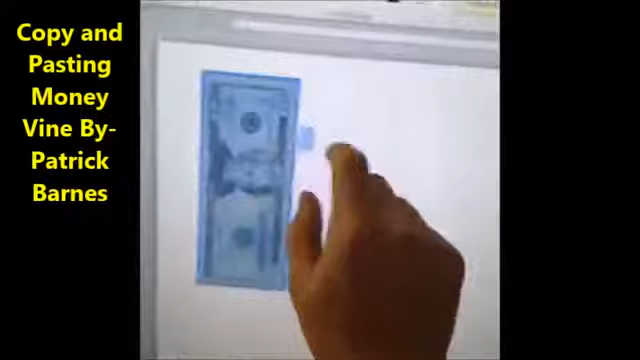 Copy and
Pasting
Money
Vine By-
Patrick
Barnes